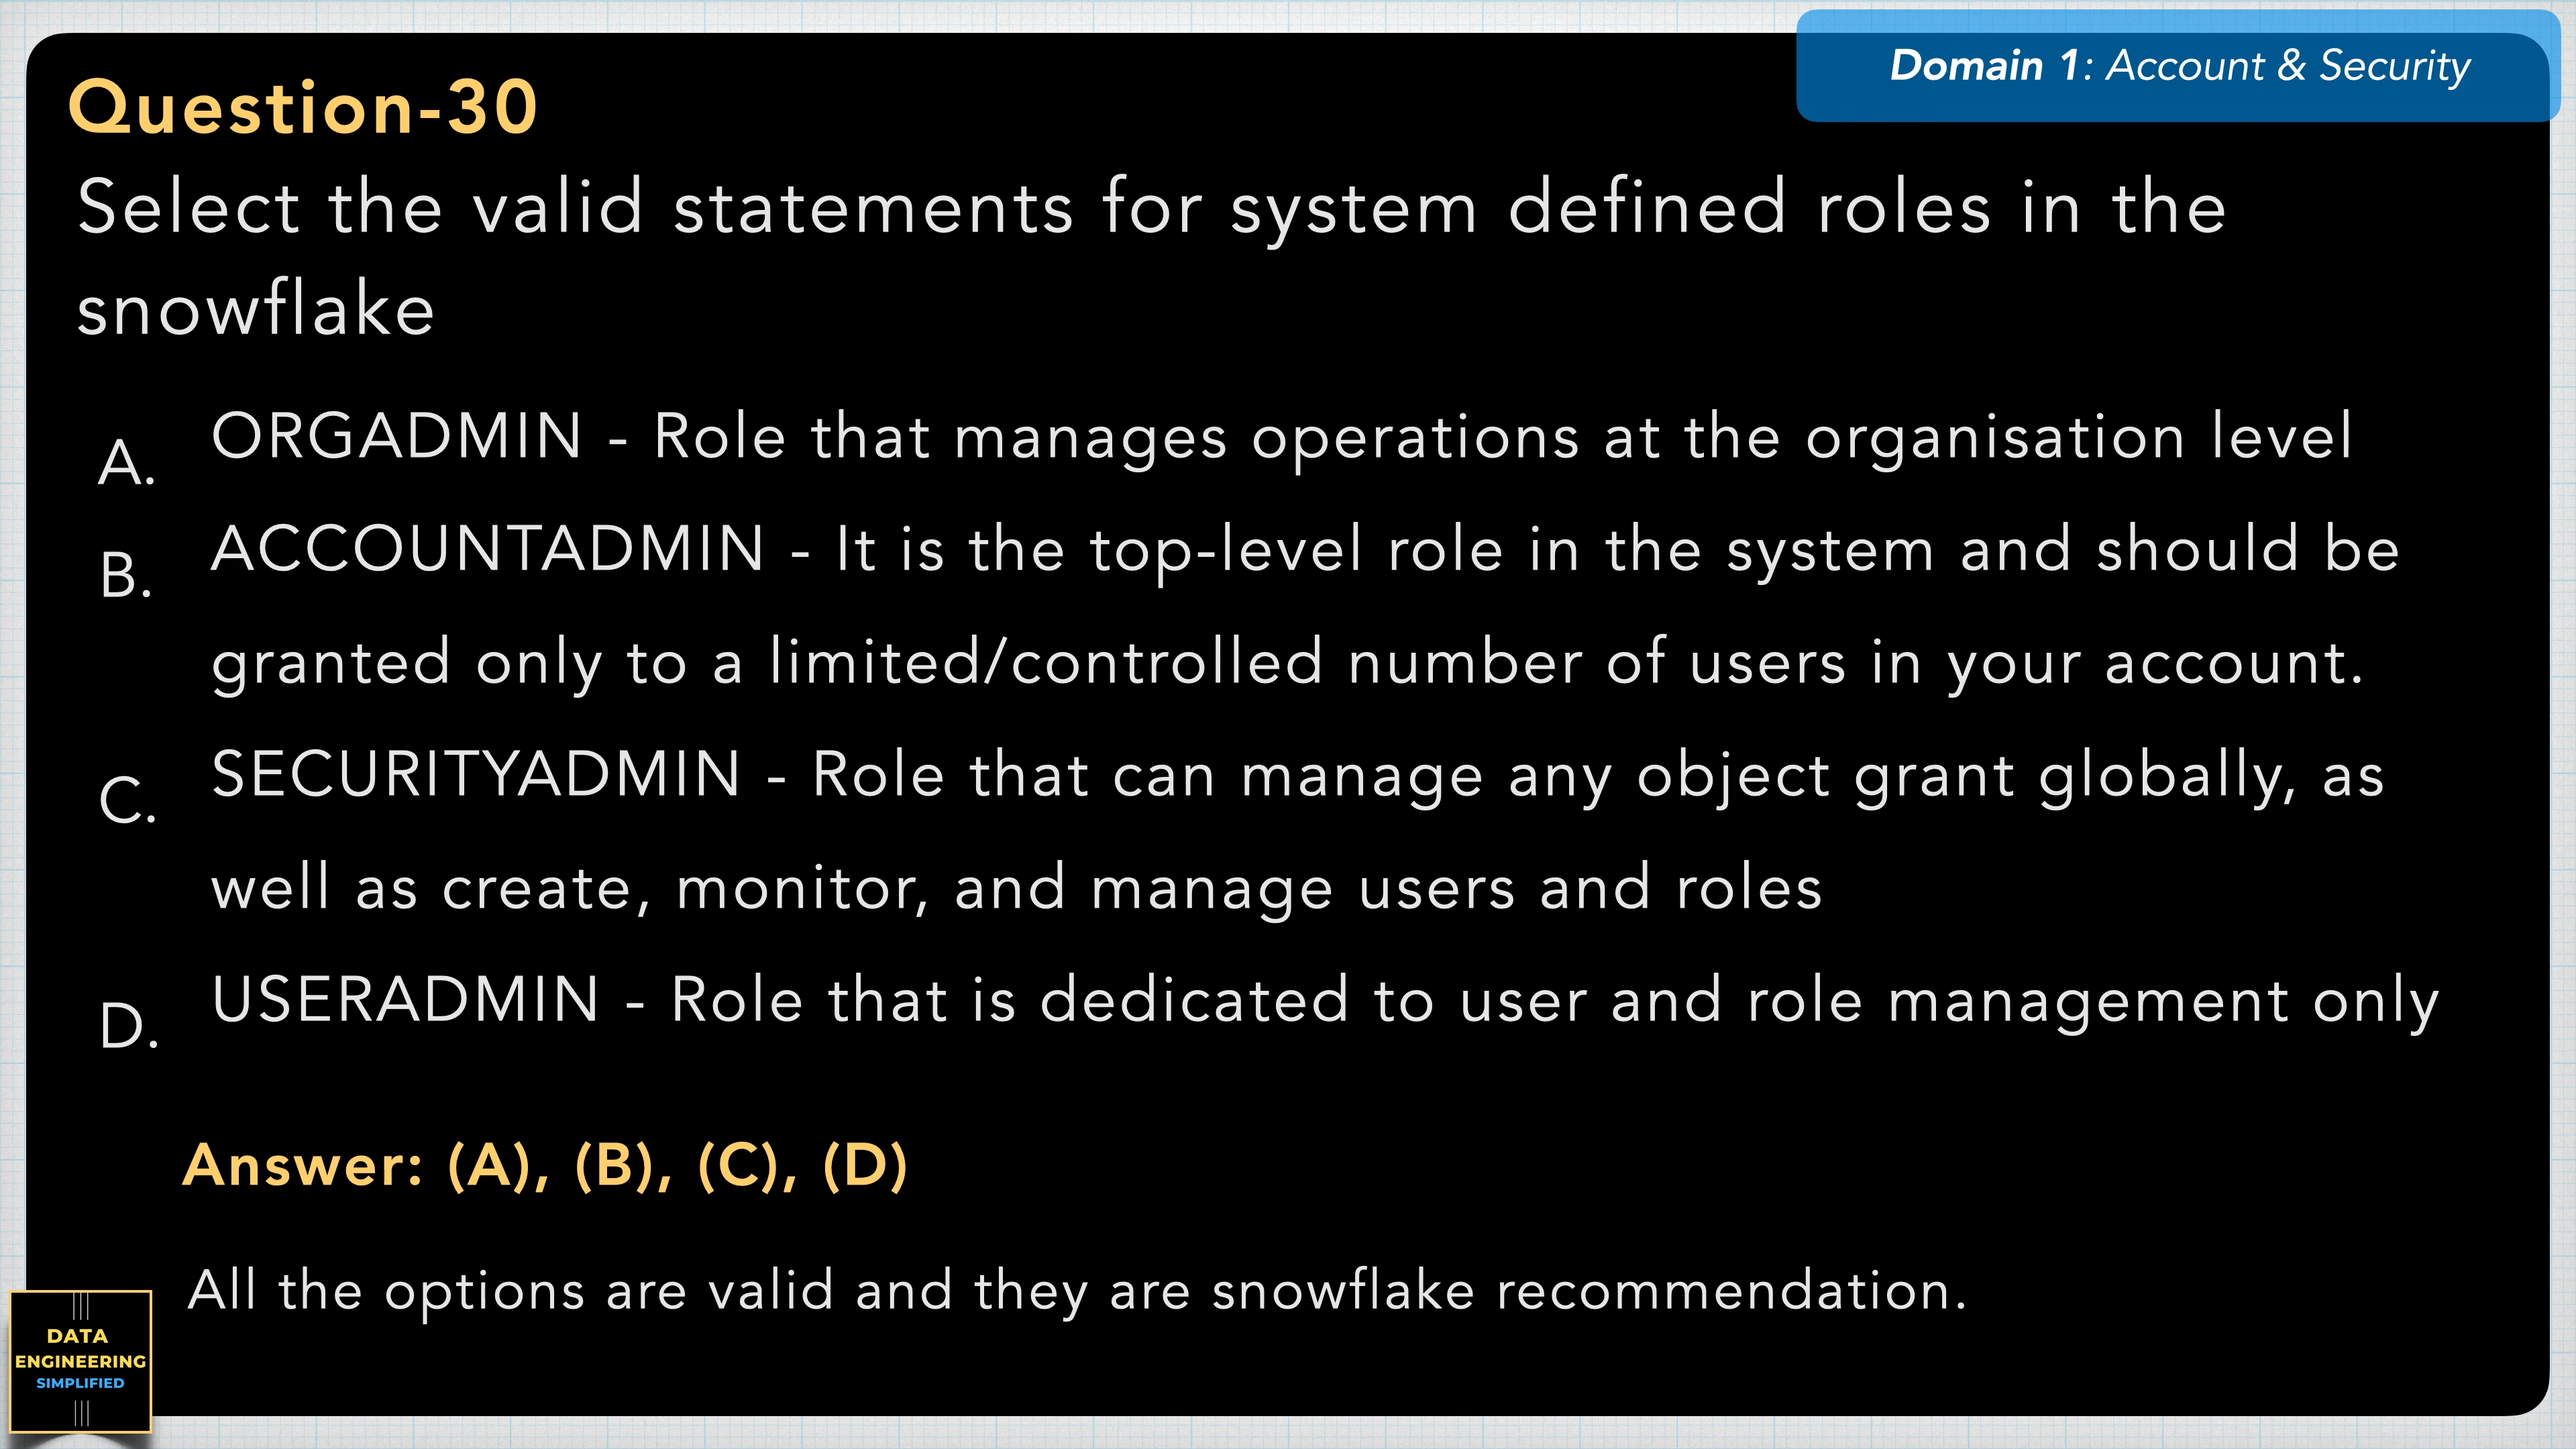 Domain 1: Account & Security
Question-30
Select the valid statements for system defined roles in the
snowflake
A. ORGADMIN - Role that manages operations at the organisation level
B. ACCOUNTADMIN - It is the top-level role in the system and should be
granted only to a limited/controlled number of users in your account.
C. SECURITYADMIN - Role that can manage any object grant globally, as
well as create, monitor, and manage users and roles
D. USERADMIN - Role that is dedicated to user and role management only
Answer: (A), (B), (C), (D)
All the options are valid and they are snowflake recommendation.
DATA
ENGINEERING
SIMPLIFIED